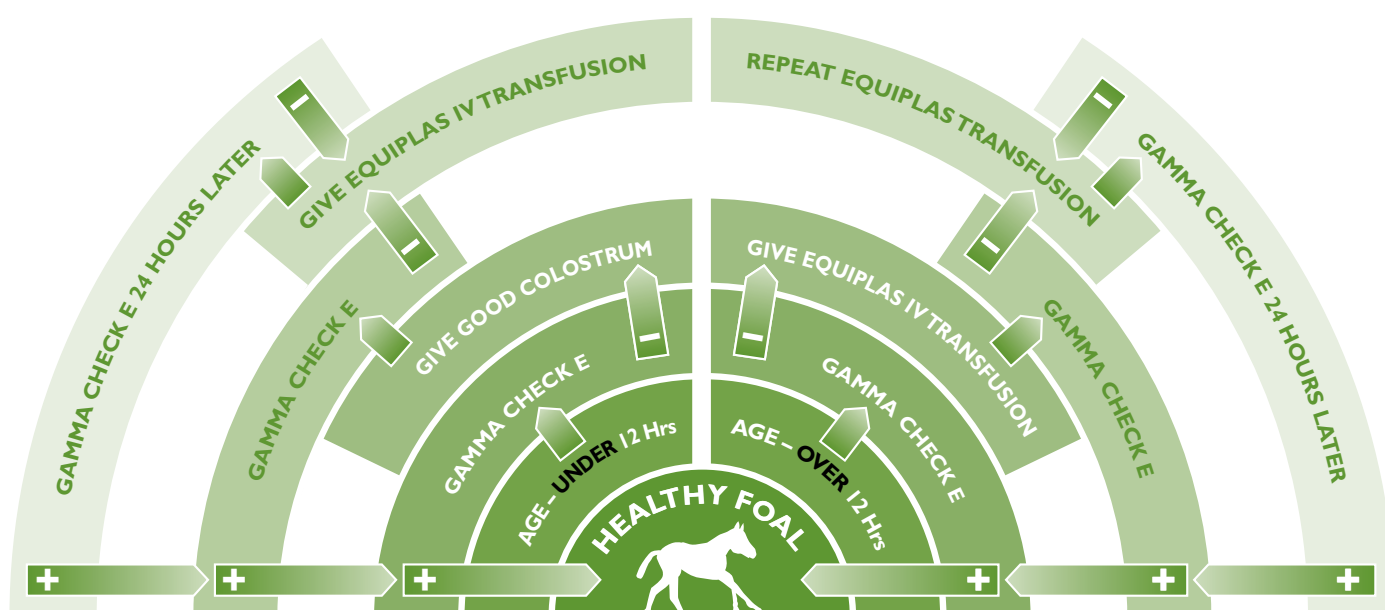 GAMMA CHECK E 24 HOURS LATER
GIVE EQUIPLAS IV TRANSFUSION
GAMMA CHECK E
GIVE GOOD COLOSTRUM
GAMMA CHECK E
AGE – UNDER 12 Hrs
HEALTHY FOAL
AGE – OVER 12 Hrs
GAMMA CHECK E
GIVE EQUIPLAS IV TRANSFUSION
GAMMA CHECK E
REPEAT EQUIPLAS TRANSFUSION
GAMMA CHECK E 24 HOURS LATER